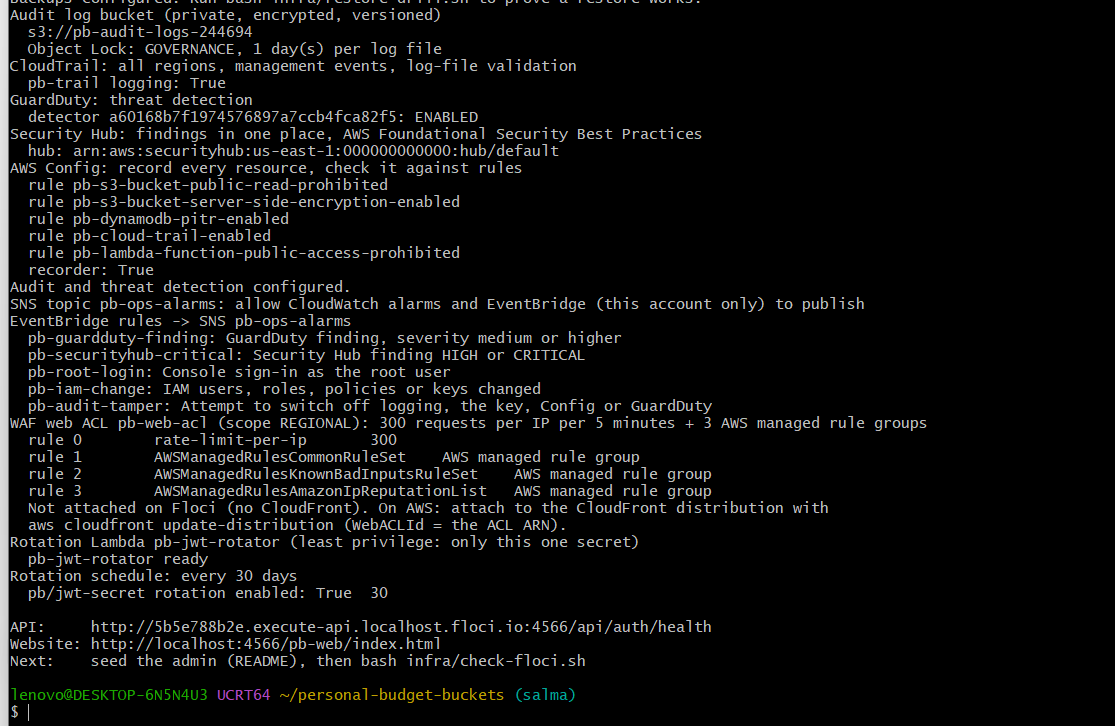 Backups configured. Run bash infra/restore-drill.sh to prove a restore works.
Audit log bucket (private, encrypted, versioned)
  s3://pb-audit-logs-244694
  Object Lock: GOVERNANCE, 1 day(s) per log file
CloudTrail: all regions, management events, log-file validation
  pb-trail logging: True
GuardDuty: threat detection
  detector a60168b7f1974576897a7ccb4fca82f5: ENABLED
Security Hub: findings in one place, AWS Foundational Security Best Practices
  hub: arn:aws:securityhub:us-east-1:000000000000:hub/default
AWS Config: record every resource, check it against rules
  rule pb-s3-bucket-public-read-prohibited
  rule pb-s3-bucket-server-side-encryption-enabled
  rule pb-dynamodb-pitr-enabled
  rule pb-cloud-trail-enabled
  rule pb-lambda-function-public-access-prohibited
  recorder: True
Audit and threat detection configured.
SNS topic pb-ops-alarms: allow CloudWatch alarms and EventBridge (this account only) to publish
EventBridge rules -> SNS pb-ops-alarms
  pb-guardduty-finding: GuardDuty finding, severity medium or higher
  pb-securityhub-critical: Security Hub finding HIGH or CRITICAL
  pb-root-login: Console sign-in as the root user
  pb-iam-change: IAM users, roles, policies or keys changed
  pb-audit-tamper: Attempt to switch off logging, the key, Config or GuardDuty
WAF web ACL pb-web-acl (scope REGIONAL): 300 requests per IP per 5 minutes + 3 AWS managed rule groups
  rule 0        rate-limit-per-ip       300
  rule 1        AWSManagedRulesCommonRuleSet    AWS managed rule group
  rule 2        AWSManagedRulesKnownBadInputsRuleSet    AWS managed rule group
  rule 3        AWSManagedRulesAmazonIpReputationList   AWS managed rule group
  Not attached on Floci (no CloudFront). On AWS: attach to the CloudFront distribution with
  aws cloudfront update-distribution (WebACLId = the ACL ARN).
Rotation Lambda pb-jwt-rotator (least privilege: only this one secret)
  pb-jwt-rotator ready
Rotation schedule: every 30 days
  pb/jwt-secret rotation enabled: True  30

API:     http://5b5e788b2e.execute-api.localhost.floci.io:4566/api/auth/health
Website: http://localhost:4566/pb-web/index.html
Next:    seed the admin (README), then bash infra/check-floci.sh

lenovo@DESKTOP-6N5N4U3 UCRT64 ~/personal-budget-buckets (salma)
$